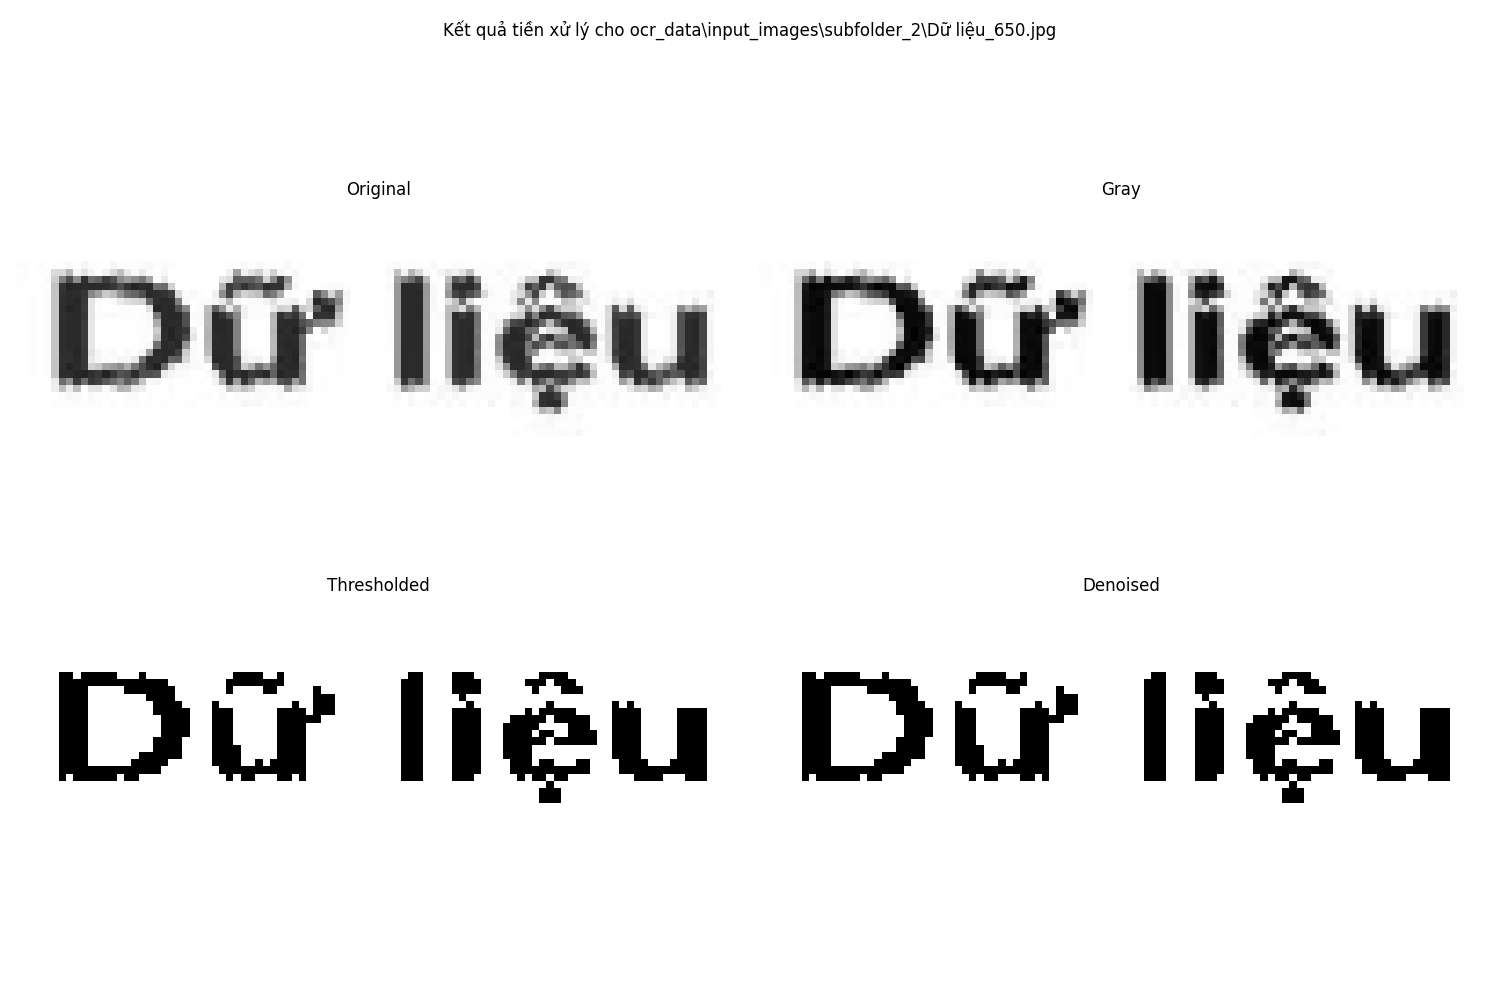 Kết quả tiền xử lý cho ocr_data\input_images\subfolder_2\Dữ liệu_650.jpg
Original
Gray
Dữ liệu
Dữ liệu
Thresholded
Denoised
Dữ liệu
Dữ liệu